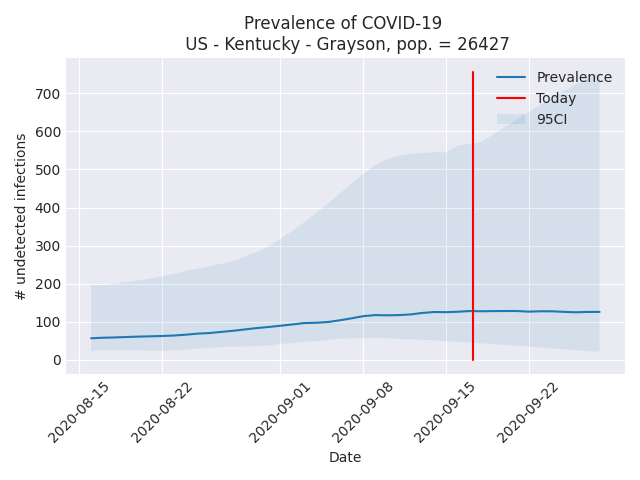 Prevalence of COVID-19
US - Kentucky - Grayson, pop. = 26427
Prevalence
Today
95CI
# undetected infections
700
600
500
400
300
200
100
0
2020-08-15
2020-08-22
2020-09-01
2020-09-08
2020-09-15
2020-09-22
Date